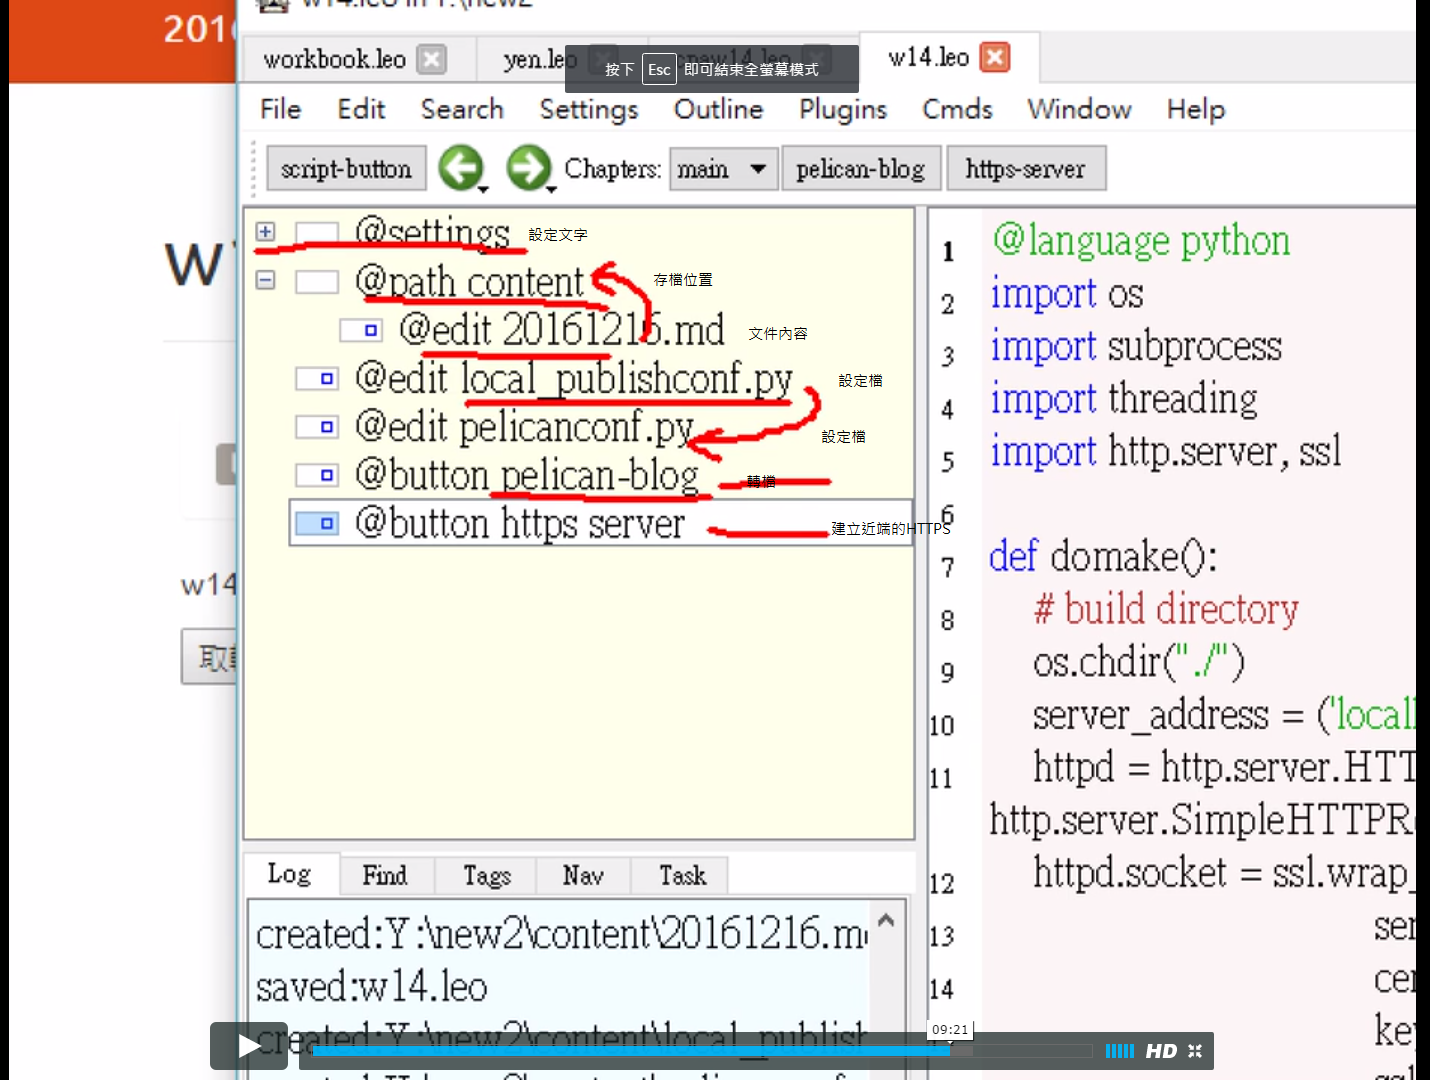 w14.leo in Y:\new2
2016
workbook.leo
yen.leo
cnew14.leo
w14.leo
按下 Esc 即可結束全螢幕模式
File Edit Search Settings Outline Plugins Cmds Window Help
script-button Chapters: main pelican-blog https-server
@settings 設定文字
@path content 存檔位置
@edit 20161216.md 文件內容
@edit local_publishconf.py 設定檔
@edit pelicanconf.py 設定檔
@button pelican-blog 轉檔
@button https server 建立近端的HTTPS
w14
1 @language python
2 import os
3 import subprocess
4 import threading
5 import http.server, ssl
6
7 def domake():
8 # build directory
9 os.chdir("./")
10 server_address = ('local
11 httpd = http.server.HTT
http.server.SimpleHTTPR
12 httpd.socket = ssl.wrap_
13 ser
14 cer
key
Log Find Tags Nav Task
created:Y:\new2\content\20161216.m
saved:w14.leo
created:Y:\new2\content\local_publish
09:21
HD